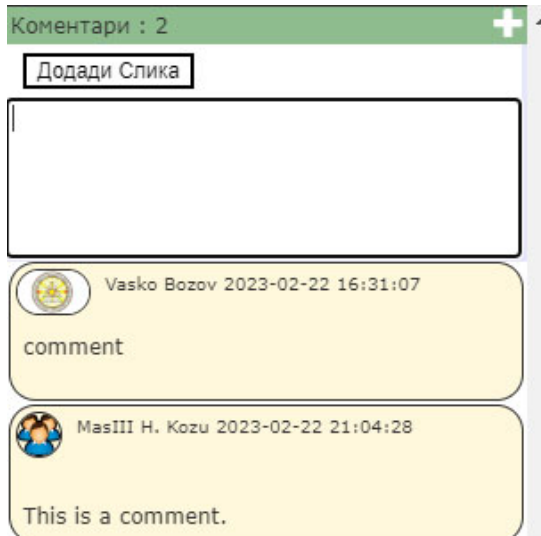 Коментари : 2
Додади Слика
Vasko Bozov 2023-02-22 16:31:07
comment
MasIII H. Kozu 2023-02-22 21:04:28
This is a comment.